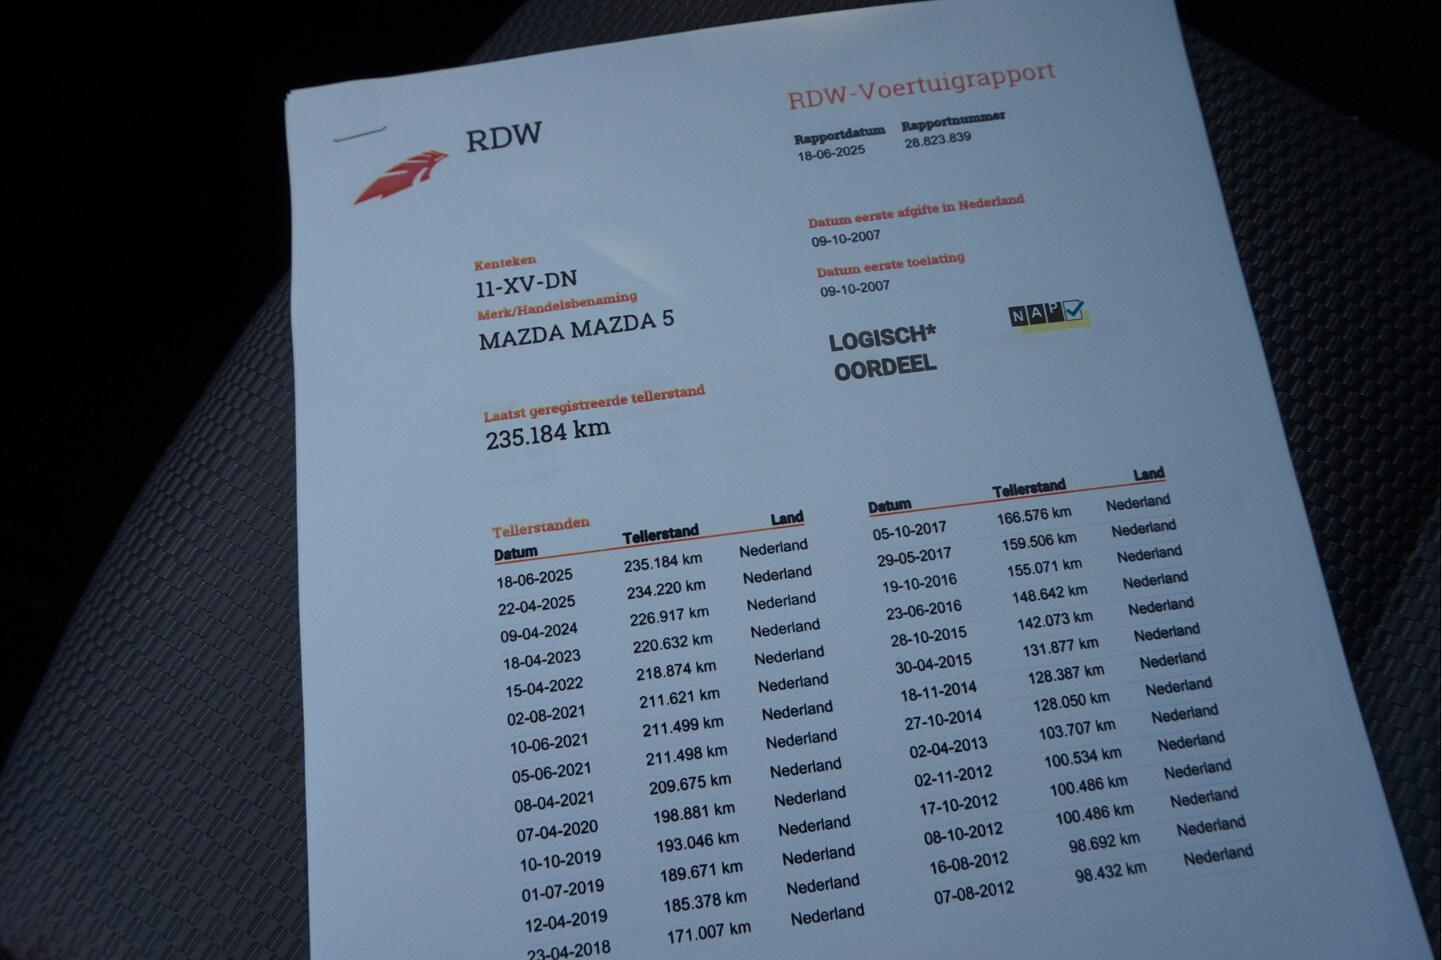 RDW
RDW-Voertuigrapport
Rapportdatum Rapportnummer
18-06-2025 28.823.839
Kenteken
11-XV-DN
Merk/Handelsbenaming
MAZDA MAZDA 5
Datum eerste afgifte in Nederland
09-10-2007
Datum eerste toelating
09-10-2007
LOGISCH*
OORDEEL
NAP
Laatst geregistreerde tellerstand
235.184 km
Tellerstanden
Datum Tellerstand Land
18-06-2025 235.184 km Nederland
22-04-2025 234.220 km Nederland
09-04-2024 226.917 km Nederland
18-04-2023 220.632 km Nederland
15-04-2022 218.874 km Nederland
02-08-2021 211.621 km Nederland
10-06-2021 211.499 km Nederland
05-06-2021 211.498 km Nederland
08-04-2021 209.675 km Nederland
07-04-2020 198.881 km Nederland
10-10-2019 193.046 km Nederland
01-07-2019 189.671 km Nederland
12-04-2019 185.378 km Nederland
23-04-2018 171.007 km Nederland
Datum Tellerstand Land
05-10-2017 166.576 km Nederland
29-05-2017 159.506 km Nederland
19-10-2016 155.071 km Nederland
23-06-2016 148.642 km Nederland
28-10-2015 142.073 km Nederland
30-04-2015 131.877 km Nederland
18-11-2014 128.387 km Nederland
27-10-2014 128.050 km Nederland
02-04-2013 103.707 km Nederland
02-11-2012 100.534 km Nederland
17-10-2012 100.486 km Nederland
08-10-2012 100.486 km Nederland
16-08-2012 98.692 km Nederland
07-08-2012 98.432 km Nederland